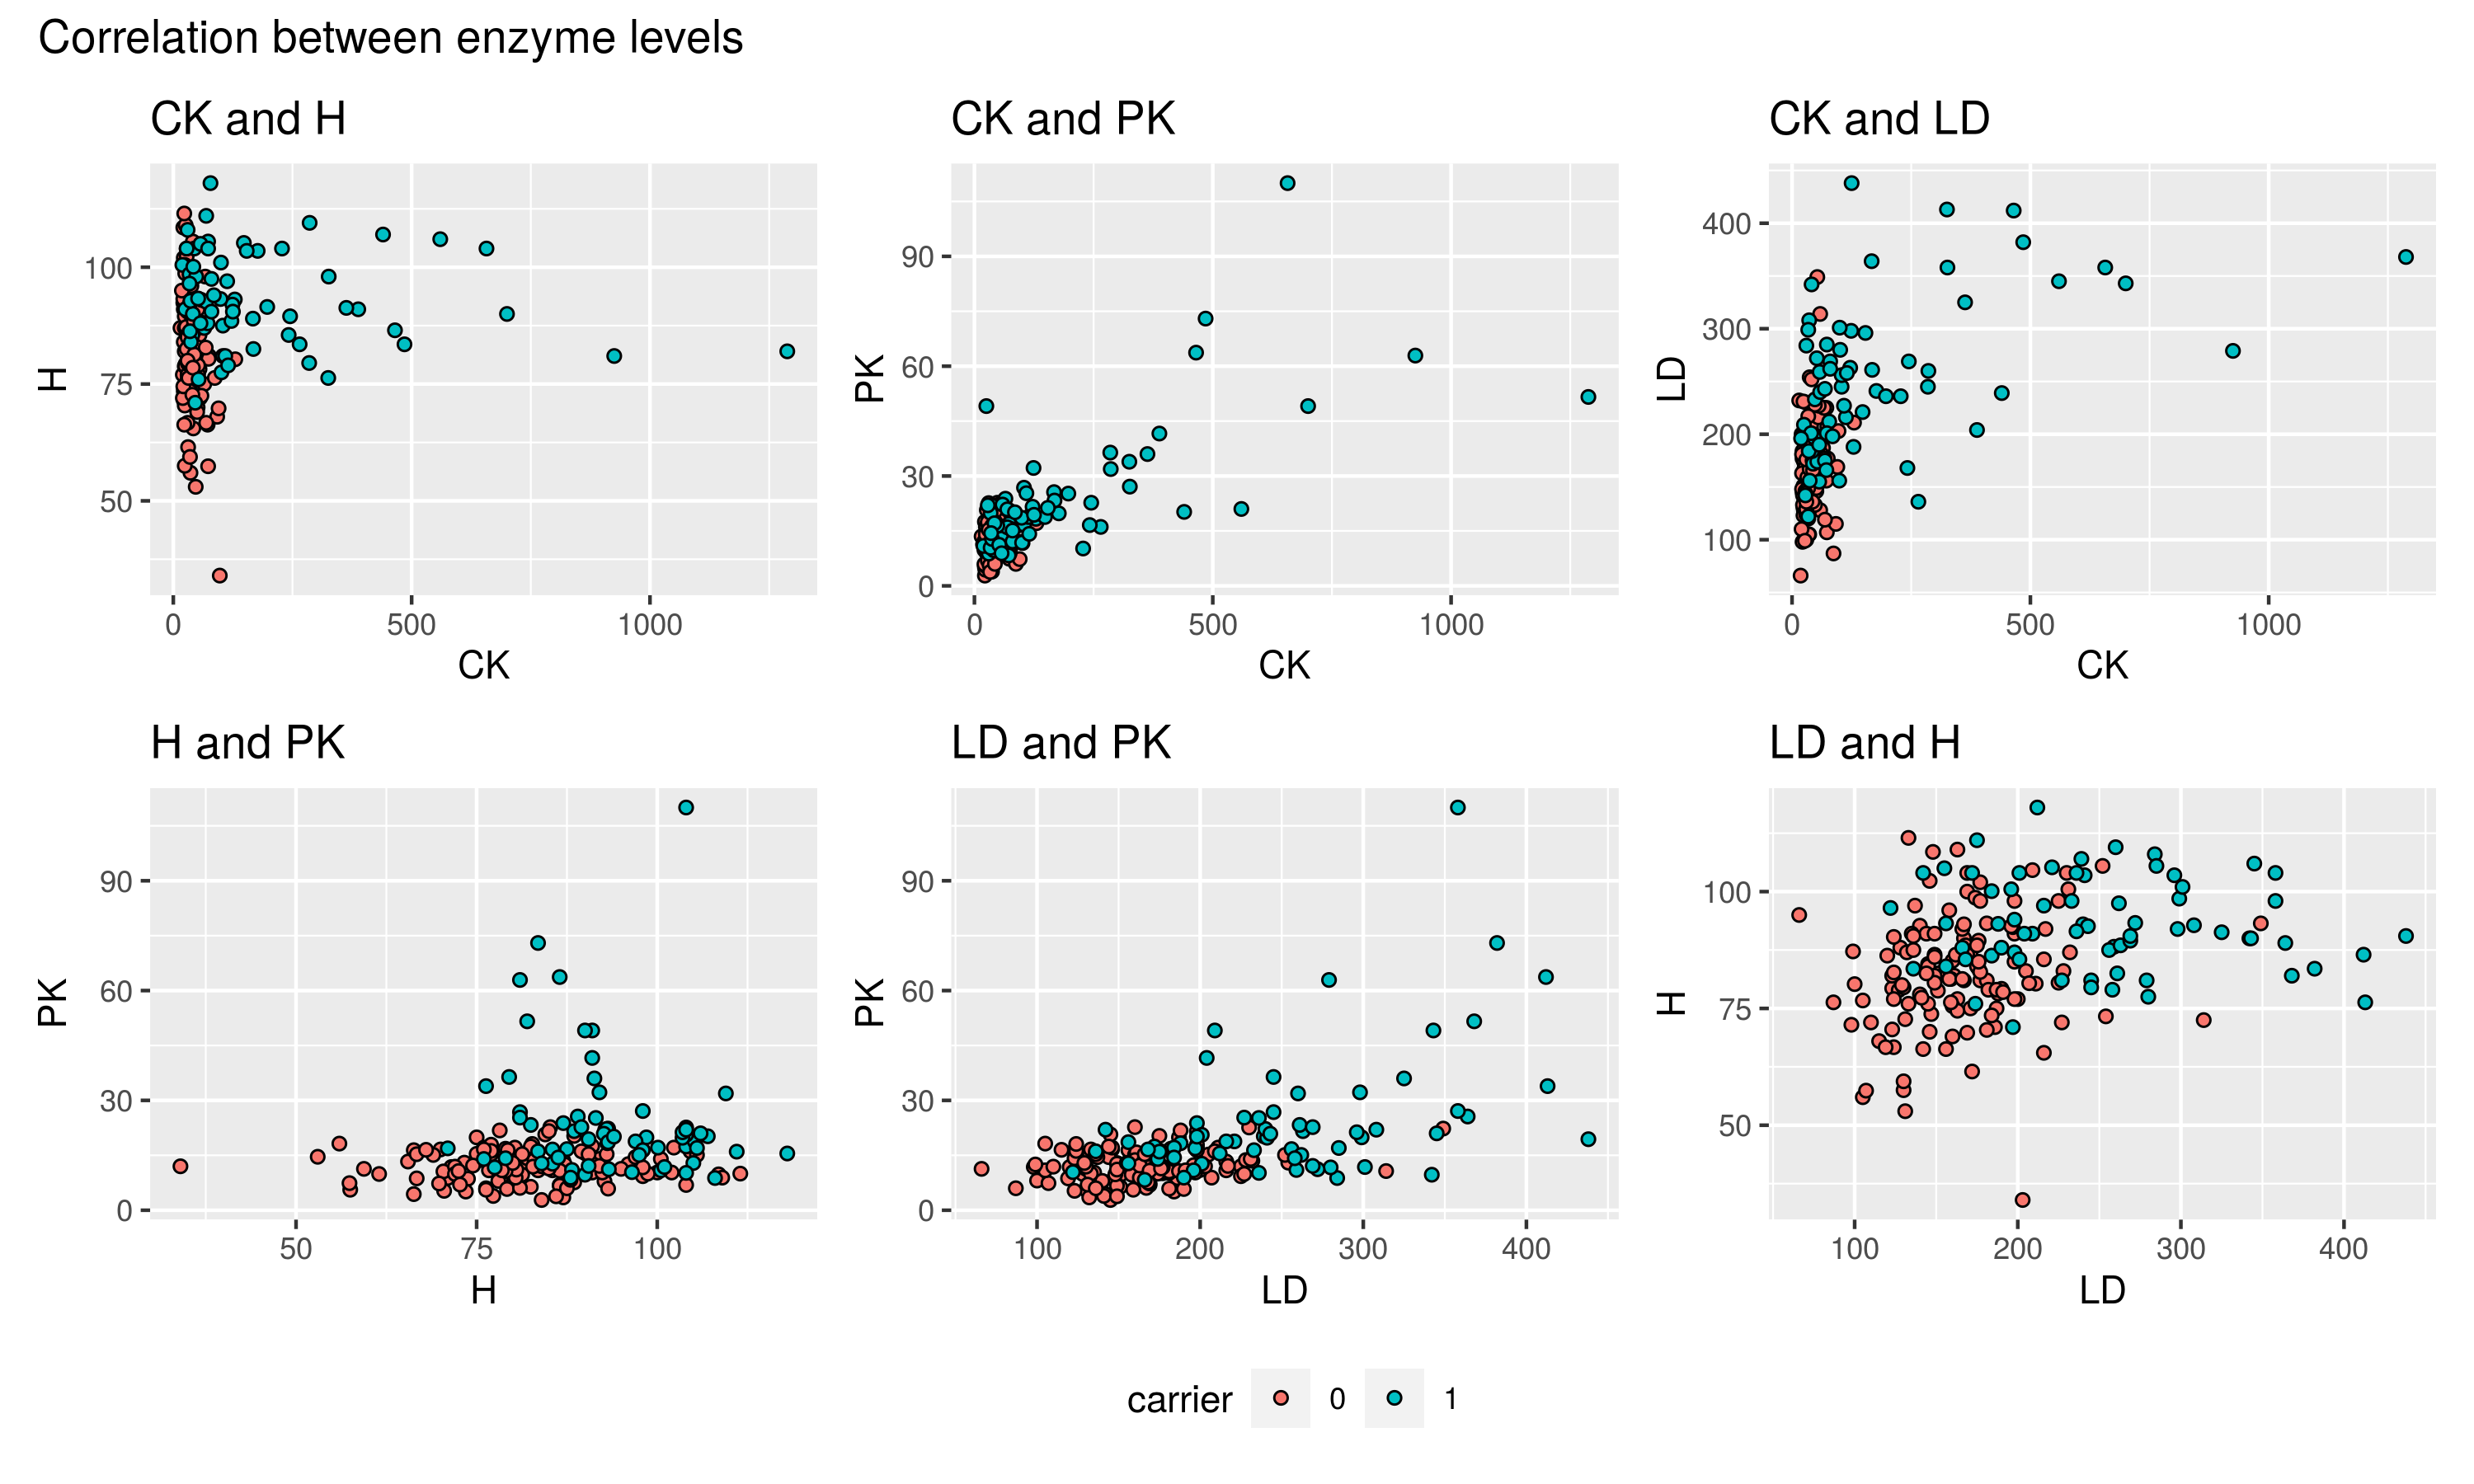 Correlation between enzyme levels
CK and H
CK and PK
CK and LD
100
75
50
H
0
500
1000
CK
90
60
30
0
PK
0
500
1000
CK
400
300
200
100
LD
0
500
1000
CK
H and PK
LD and PK
LD and H
90
60
30
0
PK
50
75
100
H
90
60
30
0
PK
100
200
300
400
LD
100
75
50
H
100
200
300
400
LD
carrier 0 1